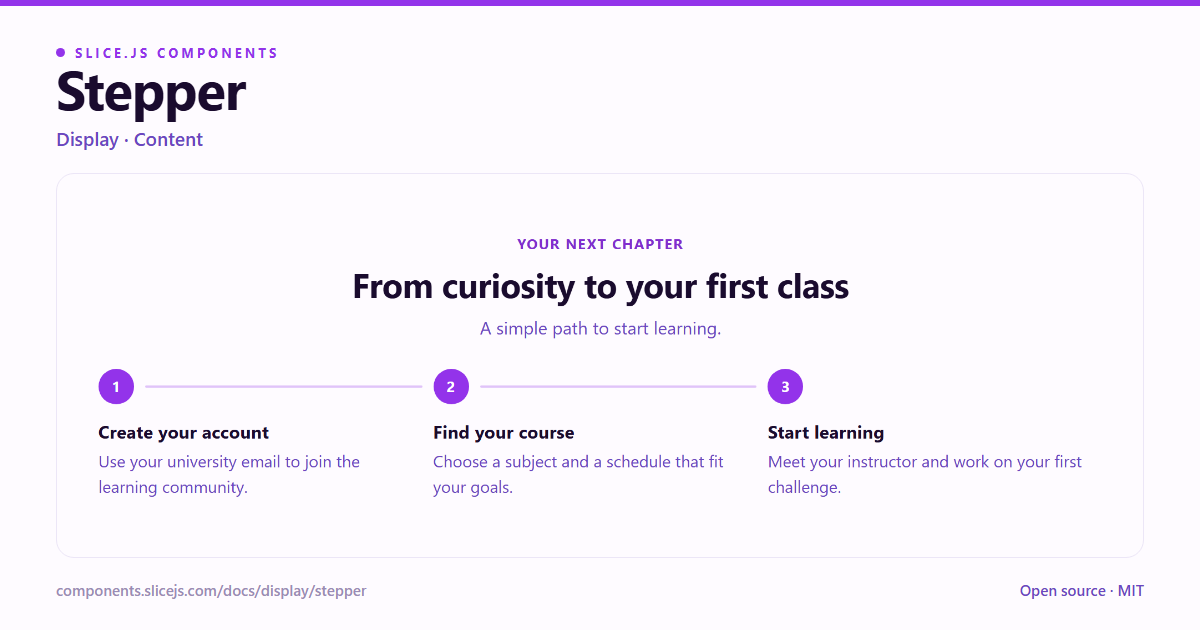 SLICE.JS COMPONENTS
Stepper
Display · Content
YOUR NEXT CHAPTER
From curiosity to your first class
A simple path to start learning.
1
2
3
Create your account
Use your university email to join the
learning community.
Find your course
Choose a subject and a schedule that fit
your goals.
Start learning
Meet your instructor and work on your first
challenge.
components.slicejs.com/docs/display/stepper
Open source · MIT